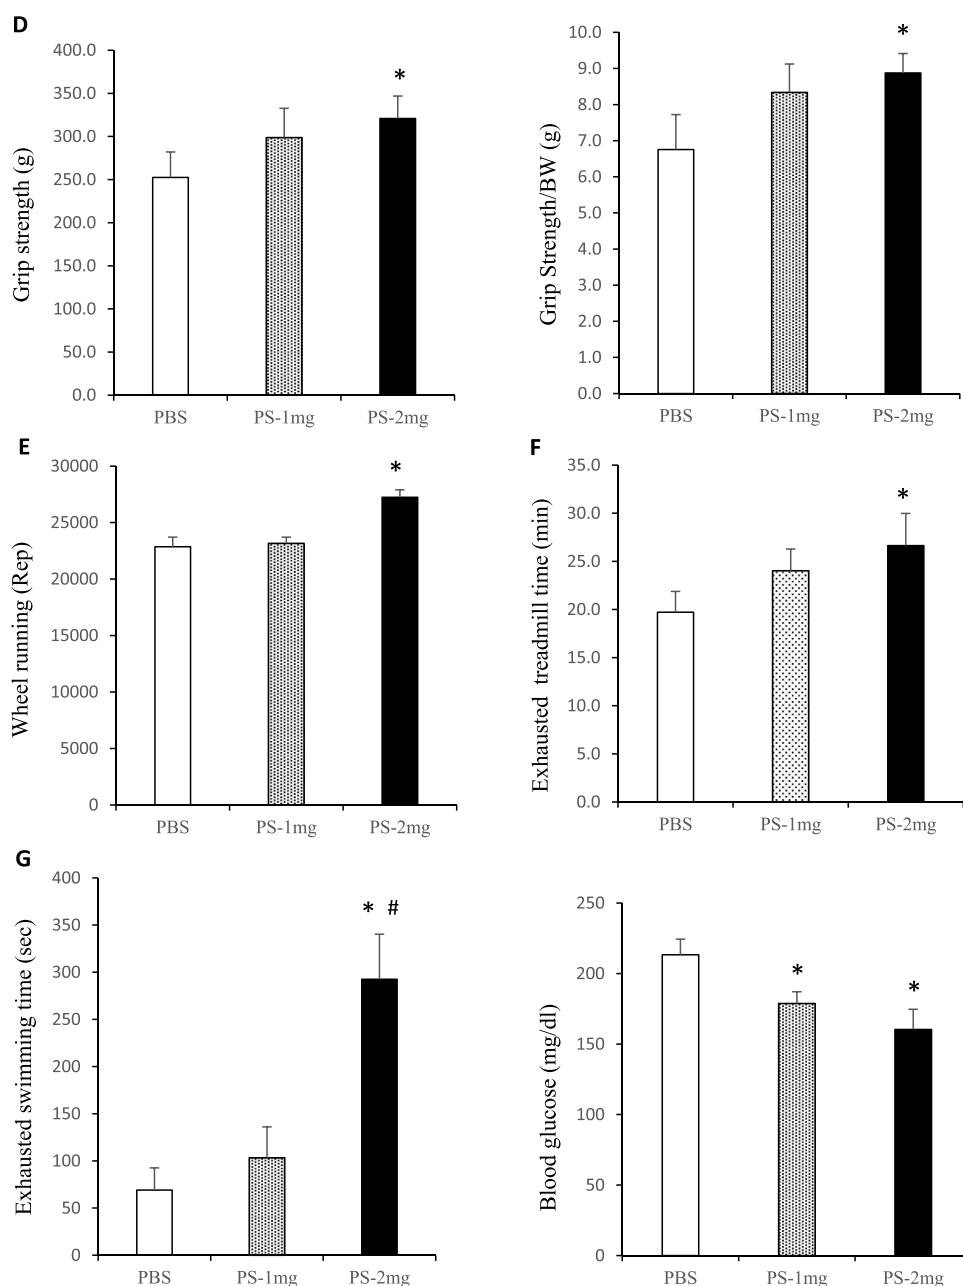 D
Grip strength (g)
400.0
350.0
300.0
250.0
200.0
150.0
100.0
50.0
0.0
*
PBS
PS-1mg
PS-2mg
Grip Strength/BW (g)
10.0
9.0
8.0
7.0
6.0
5.0
4.0
3.0
2.0
1.0
0.0
*
PBS
PS-1mg
PS-2mg
E
Wheel running (Rep)
30000
25000
20000
15000
10000
5000
0
*
PBS
PS-1mg
PS-2mg
F
Exhausted treadmill time (min)
35.0
30.0
25.0
20.0
15.0
10.0
5.0
0.0
*
PBS
PS-1mg
PS-2mg
G
Exhausted swimming time (sec)
400
350
300
250
200
150
100
50
0
* #
PBS
PS-1mg
PS-2mg
Blood glucose (mg/dl)
250
200
150
100
50
0
*
*
PBS
PS-1mg
PS-2mg